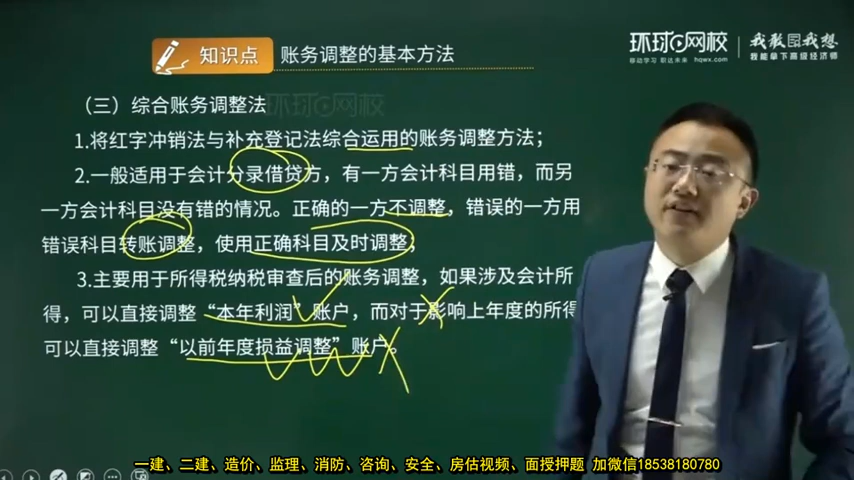 知识点 账务调整的基本方法
环球网校
移动学习 职达未来 hqwx.com
我敢我想
我能拿下高级经济师
(三)综合账务调整法
环球网校
1.将红字冲销法与补充登记法综合运用的账务调整方法;
2.一般适用于会计分录借贷方,有一方会计科目用错,而另
一方会计科目没有错的情况。正确的一方不调整,错误的一方用
错误科目转账调整,使用正确科目及时调整;
3.主要用于所得税纳税审查后的账务调整,如果涉及会计所
得,可以直接调整“本年利润”账户,而对于影响上年度的所得
可以直接调整“以前年度损益调整”账户。
一建、二建、造价、监理、消防、咨询、安全、房估视频、面授押题 加微信18538180780